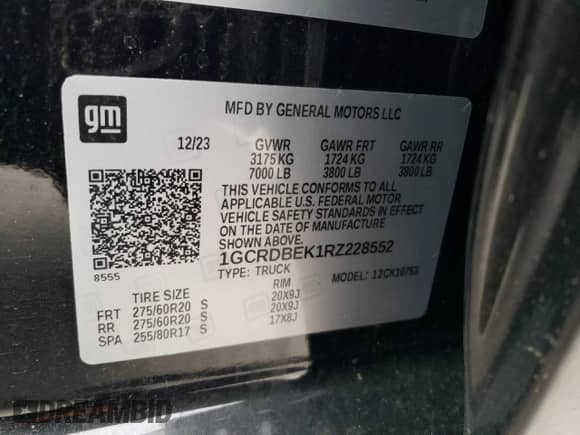 gm
MFD BY GENERAL MOTORS LLC
12/23 GVWR GAWR FRT GAWR RR
3175 KG 1724 KG 1724 KG
7000 LB 3800 LB 3800 LB
THIS VEHICLE CONFORMS TO ALL
APPLICABLE U.S. FEDERAL MOTOR
VEHICLE SAFETY STANDARDS IN EFFECT
ON THE DATE OF MANUFACTURE
SHOWN ABOVE.
1GCRDBEK1RZ228552
8555
TYPE: TRUCK MODEL: 12CK10753
TIRE SIZE RIM
FRT 275/60R20 S 20X9J
RR 275/60R20 S 20X9J
SPA 255/80R17 S 17X8J
DREAMBID